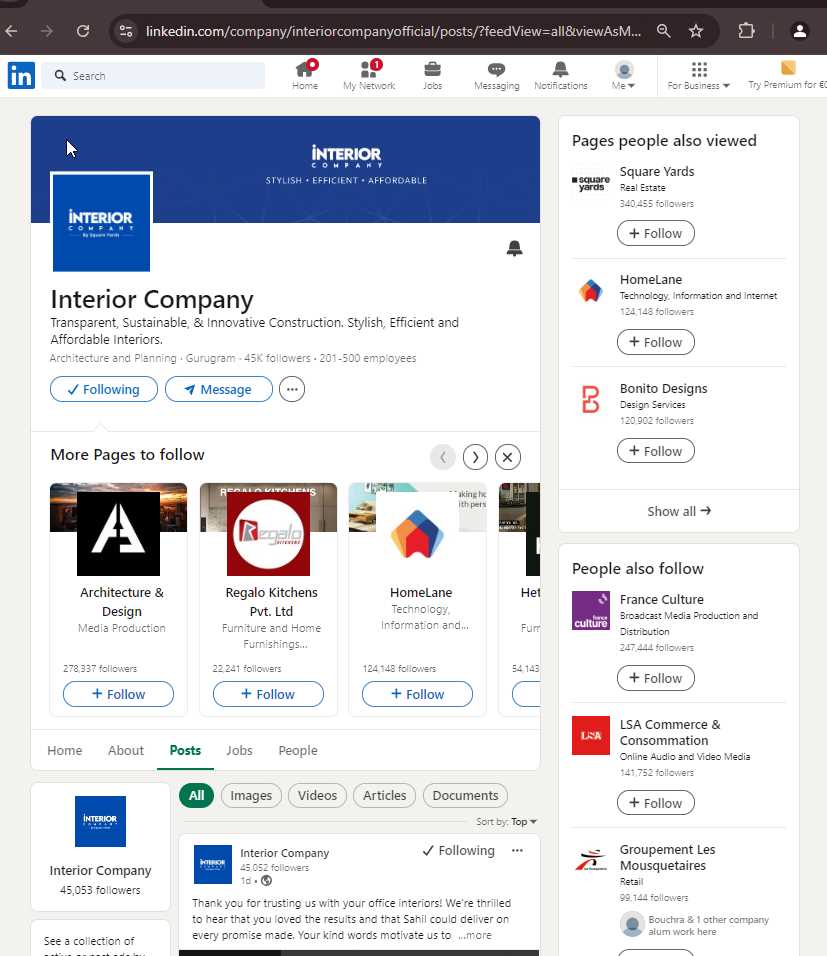 linkedin.com/company/interiorcompanyofficial/posts/?feedView=all&viewAsM...
in
Search
Home
1
My Network
Jobs
Messaging
Notifications
Me
For Business
Try Premium for €0
INTERIOR
COMPANY
STYLISH • EFFICIENT • AFFORDABLE
INTERIOR
COMPANY
By Square Yards
Interior Company
Transparent, Sustainable, & Innovative Construction. Stylish, Efficient and
Affordable Interiors.
Architecture and Planning · Gurugram · 45K followers · 201-500 employees
Following
Message
More Pages to follow
Architecture &
Design
Media Production
278,337 followers
+ Follow
REGALO KITCHENS
Regalo
KITCHENS
Regalo Kitchens
Pvt. Ltd
Furniture and Home
Furnishings...
22,241 followers
+ Follow
Making ho
ith pers
HomeLane
Technology,
Information and...
124,148 followers
+ Follow
Het
Furn
54,143
Home
About
Posts
Jobs
People
INTERIOR
COMPANY
Interior Company
45,053 followers
See a collection of
All
Images
Videos
Articles
Documents
Sort by: Top
INTERIOR
COMPANY
Interior Company
45,052 followers
1d •
Following
Thank you for trusting us with your office interiors! We're thrilled
to hear that you loved the results and that Sahil could deliver on
every promise made. Your kind words motivate us to ...more
Pages people also viewed
square
yards
Square Yards
Real Estate
340,455 followers
+ Follow
HomeLane
Technology, Information and Internet
124,148 followers
+ Follow
Bonito Designs
Design Services
120,902 followers
+ Follow
Show all →
People also follow
france
culture
France Culture
Broadcast Media Production and
Distribution
247,444 followers
+ Follow
LSA
LSA Commerce &
Consommation
Online Audio and Video Media
141,752 followers
+ Follow
Groupement Les
Mousquetaires
Retail
99,144 followers
Bouchra & 1 other company
alum work here